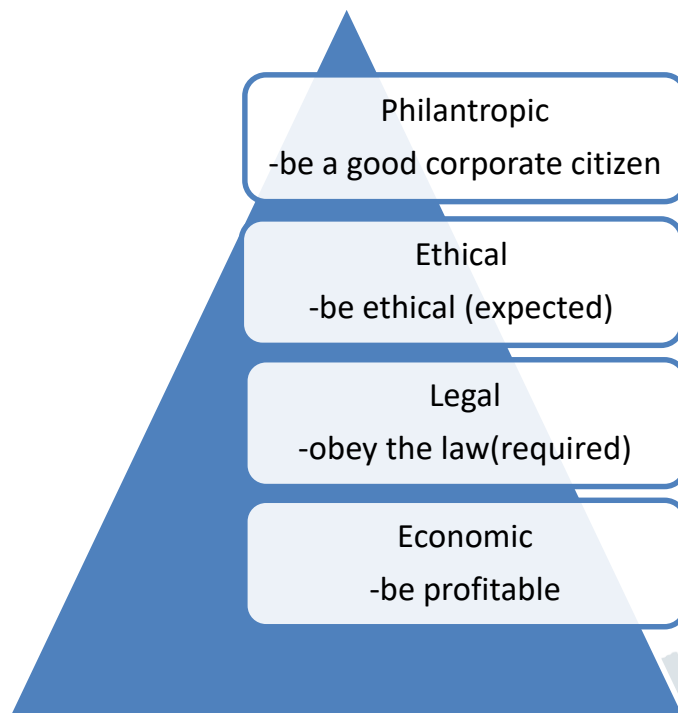 Philantropic
-be a good corporate citizen
Ethical
-be ethical (expected)
Legal
-obey the law(required)
Economic
-be profitable